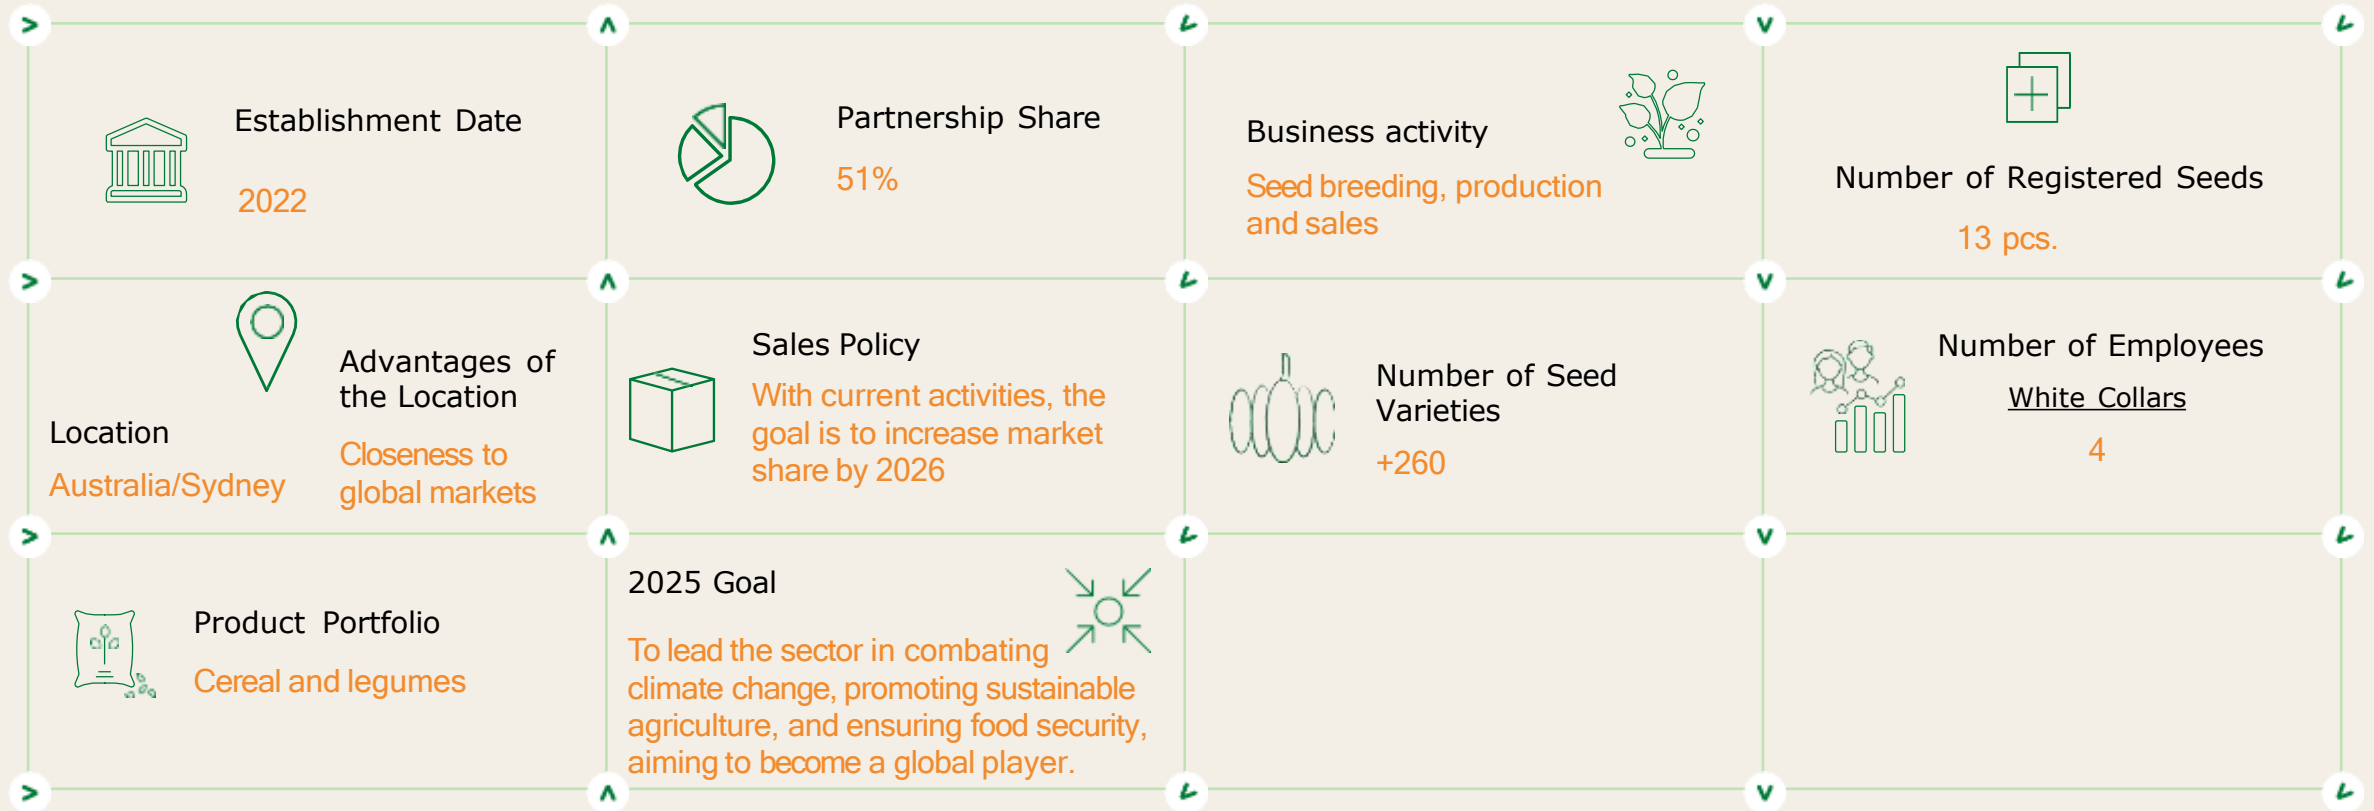 Establishment Date
2022
Partnership Share
51%
Business activity
Seed breeding, production
and sales
Number of Registered Seeds
13 pcs.
Location
Australia/Sydney
Advantages of
the Location
Closeness to
global markets
Sales Policy
With current activities, the
goal is to increase market
share by 2026
Number of Seed
Varieties
+260
Number of Employees
White Collars
4
Product Portfolio
Cereal and legumes
2025 Goal
To lead the sector in combating
climate change, promoting sustainable
agriculture, and ensuring food security,
aiming to become a global player.